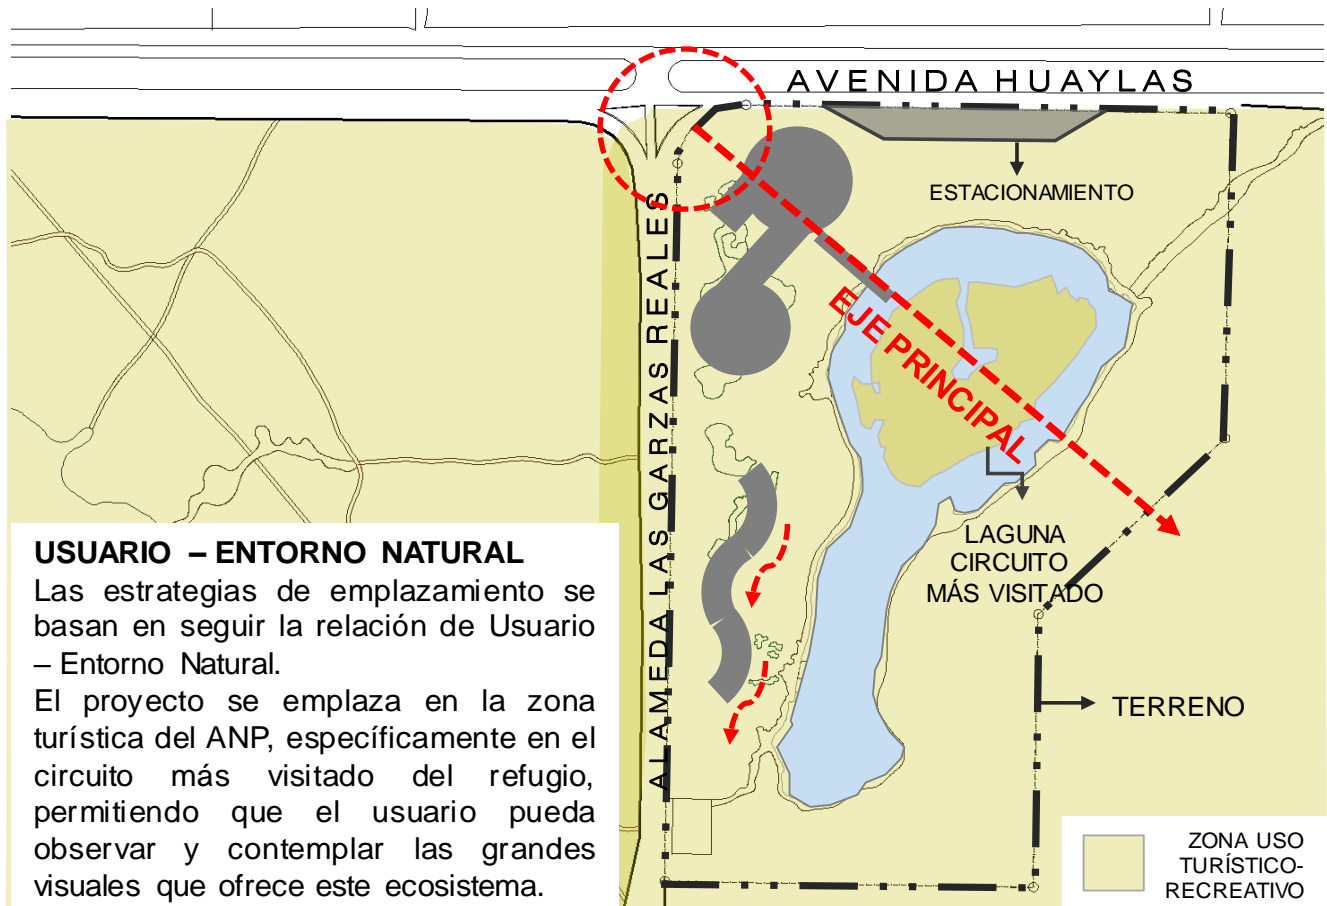 AVENIDA HUAYLAS
ESTACIONAMIENTO
ALAMEDA LAS GARZAS REALES
EJE PRINCIPAL
LAGUNA
CIRCUITO
MÁS VISITADO
TERRENO
USUARIO – ENTORNO NATURAL
Las estrategias de emplazamiento se
basan en seguir la relación de Usuario
– Entorno Natural.
El proyecto se emplaza en la zona
turística del ANP, específicamente en el
circuito más visitado del refugio,
permitiendo que el usuario pueda
observar y contemplar las grandes
visuales que ofrece este ecosistema.
ZONA USO
TURÍSTICO-
RECREATIVO